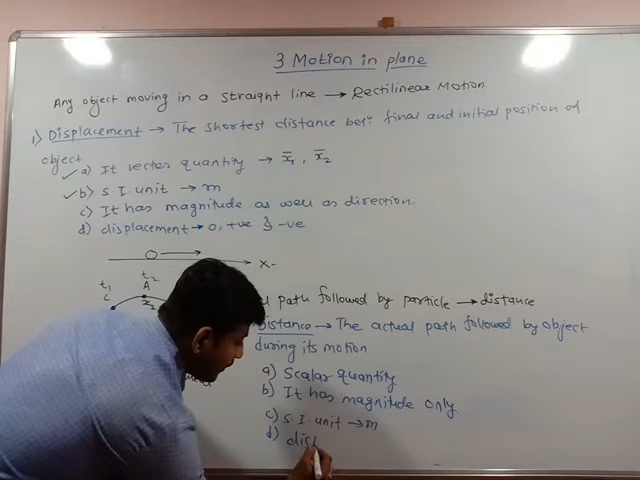 3 Motion in plane
Any object moving in a straight line → Rectilinear Motion
1) Displacement → The shortest distance betn final and initial position of
object
a) It vector quantity → x̄₁, x̄₂
b) S.I. unit → m
c) It has magnitude as well as direction.
d) displacement → 0, +ve & -ve
X-
t₁ t₂
C A
x₂
path followed by particle → distance
Distance → The actual path followed by object
during its motion
a) Scalar quantity
b) It has magnitude only
c) S.I. unit → m
d) dist